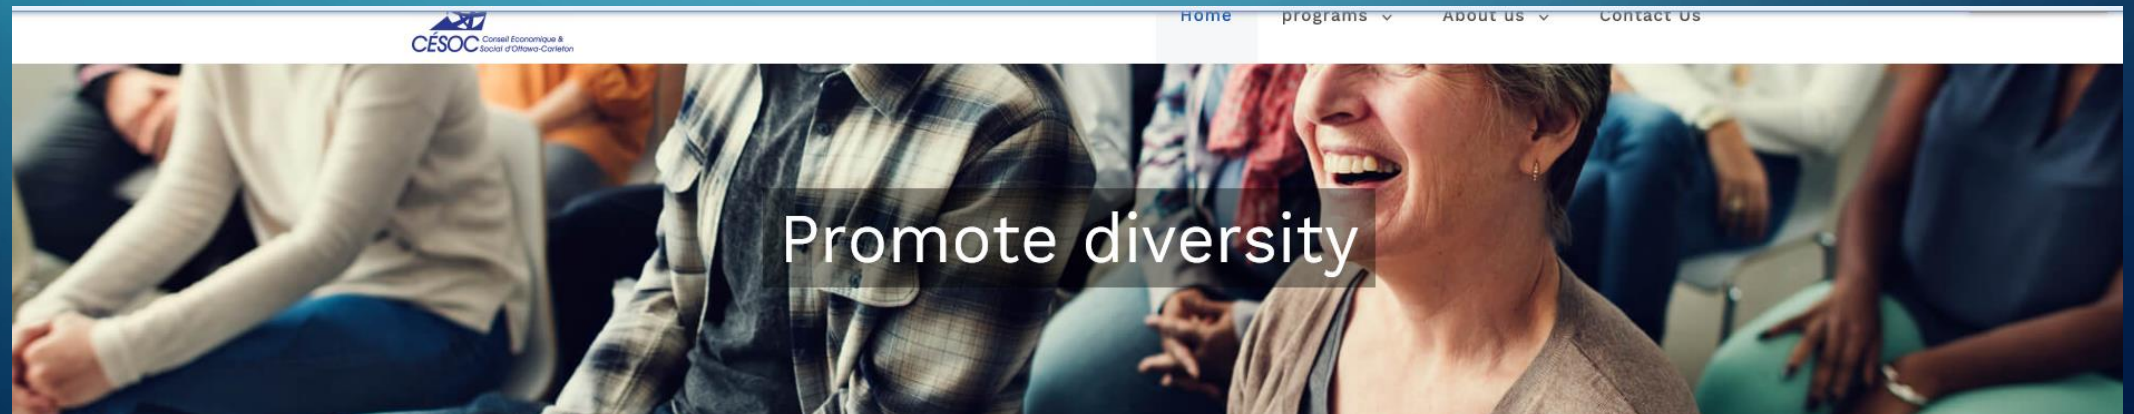 Home programs About us Contact Us
CÉSOC Conseil Economique &
Social d'Ottawa-Carleton
Promote diversity